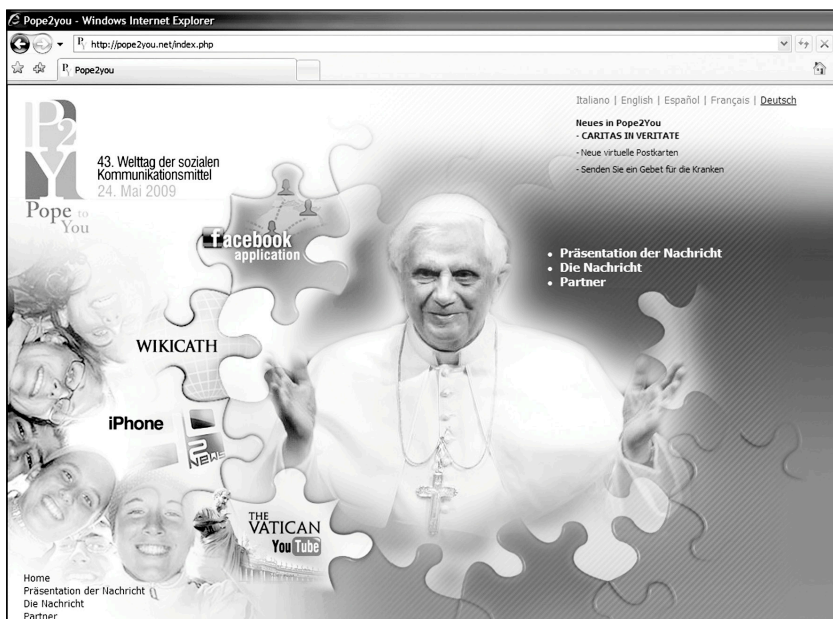 Pope2you - Windows Internet Explorer
http://pope2you.net/index.php
Pope2you
Italiano | English | Español | Français | Deutsch
Neues in Pope2You
- CARITAS IN VERITATE
- Neue virtuelle Postkarten
- Senden Sie ein Gebet für die Kranken
P2Y
Pope to
You
43. Welttag der sozialen
Kommunikationsmittel
24. Mai 2009
facebook
application
• Präsentation der Nachricht
• Die Nachricht
• Partner
WIKICATH
iPhone
2
NEWS
THE
VATICAN
YouTube
Home
Präsentation der Nachricht
Die Nachricht
Partner